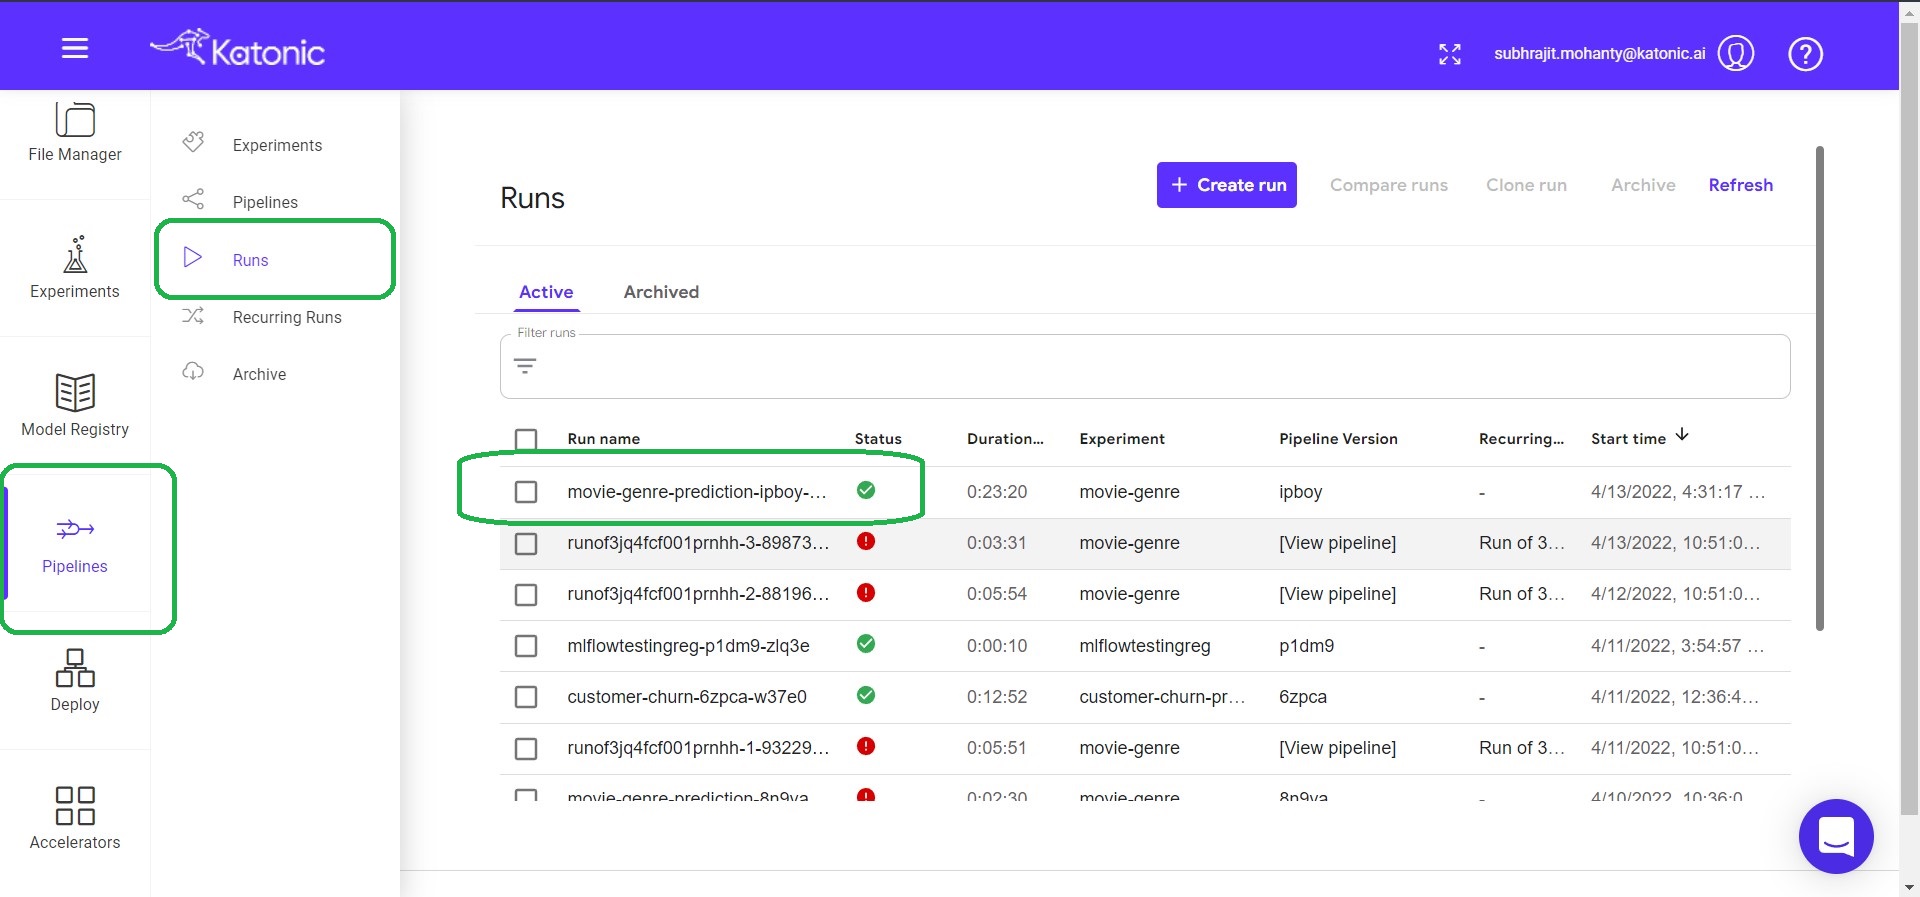 Katonic
subhrajit.mohanty@katonic.ai
?
File Manager
Experiments
Model Registry
Pipelines
Deploy
Accelerators
Experiments
Pipelines
Runs
Recurring Runs
Archive
Runs
+ Create run Compare runs Clone run Archive Refresh
Active Archived
Filter runs
Run name Status Duration... Experiment Pipeline Version Recurring... Start time
movie-genre-prediction-ipboy-... 0:23:20 movie-genre ipboy - 4/13/2022, 4:31:17 ...
runof3jq4fcf001prnhh-3-89873... 0:03:31 movie-genre [View pipeline] Run of 3... 4/13/2022, 10:51:0...
runof3jq4fcf001prnhh-2-88196... 0:05:54 movie-genre [View pipeline] Run of 3... 4/12/2022, 10:51:0...
mlflowtestingreg-p1dm9-zlq3e 0:00:10 mlflowtestingreg p1dm9 - 4/11/2022, 3:54:57 ...
customer-churn-6zpca-w37e0 0:12:52 customer-churn-pr... 6zpca - 4/11/2022, 12:36:4...
runof3jq4fcf001prnhh-1-93229... 0:05:51 movie-genre [View pipeline] Run of 3... 4/11/2022, 10:51:0...
movie-genre-prediction-8n9va 0:02:30 movie-genre 8n9va - 4/10/2022, 10:36:0